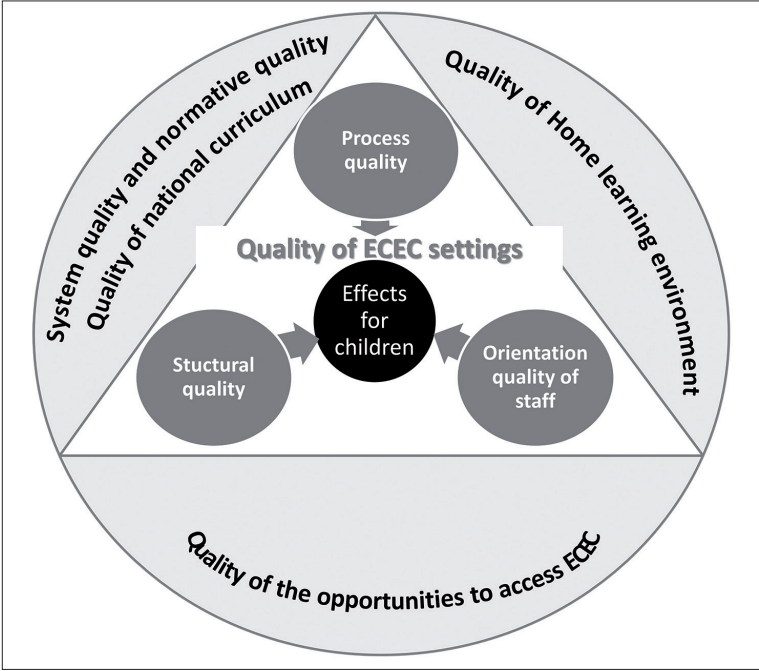 System quality and normative quality
Quality of national curriculum
Quality of Home learning environment
Process
quality
Quality of ECEC settings
Effects
for
children
Stuctural
quality
Orientation
quality of
staff
Quality of the opportunities to access ECEC